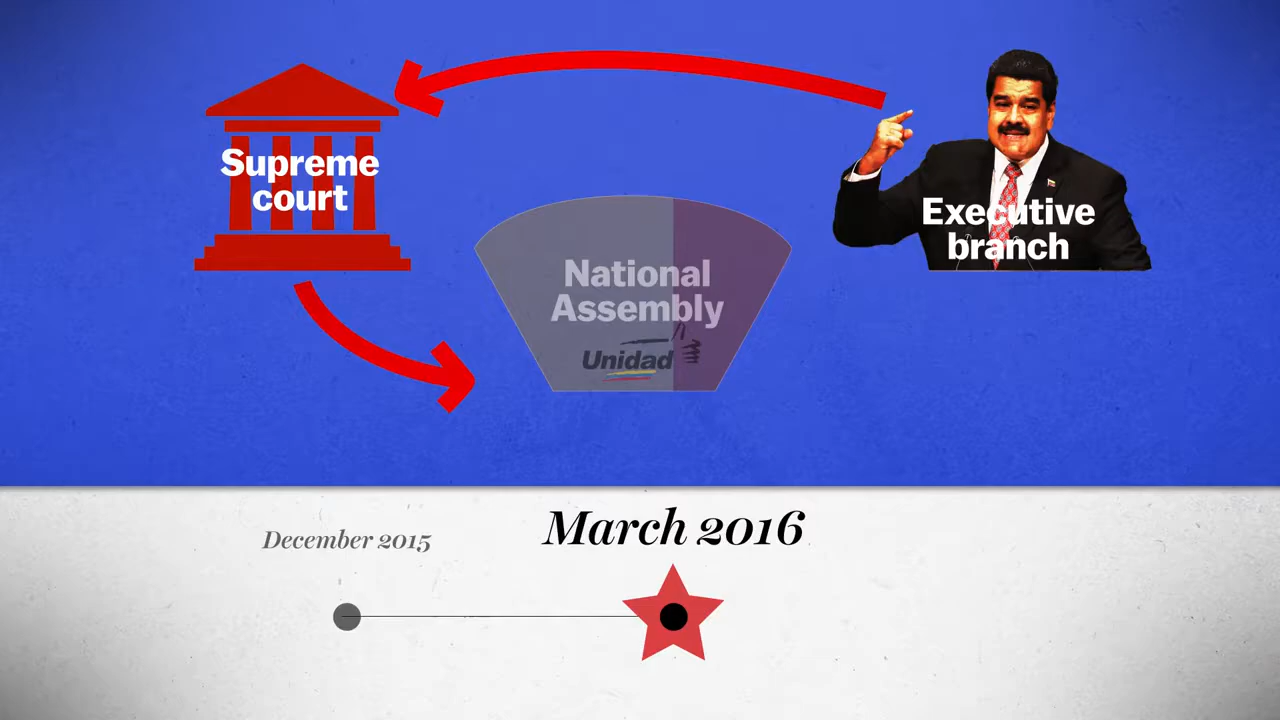 Supreme
court
Executive
branch
National
Assembly
Unidad
December 2015
March 2016